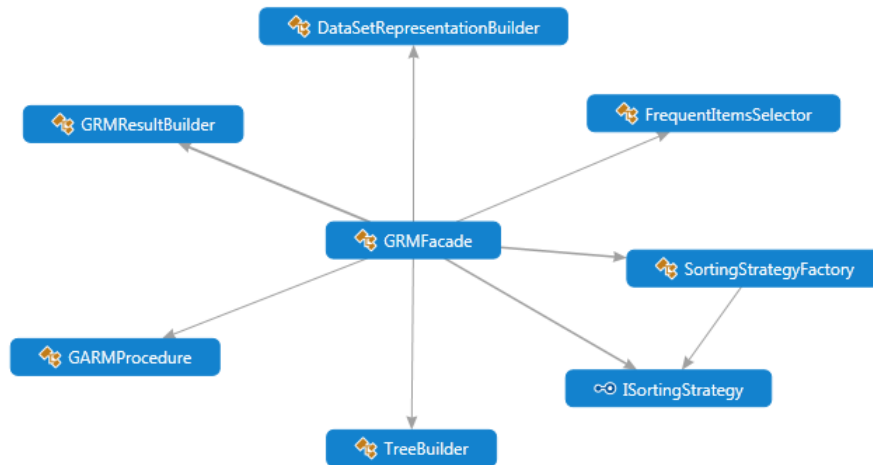 DataSetRepresentationBuilder
GRMResultBuilder
FrequentItemsSelector
GRMFacade
SortingStrategyFactory
GARMProcedure
ISortingStrategy
TreeBuilder